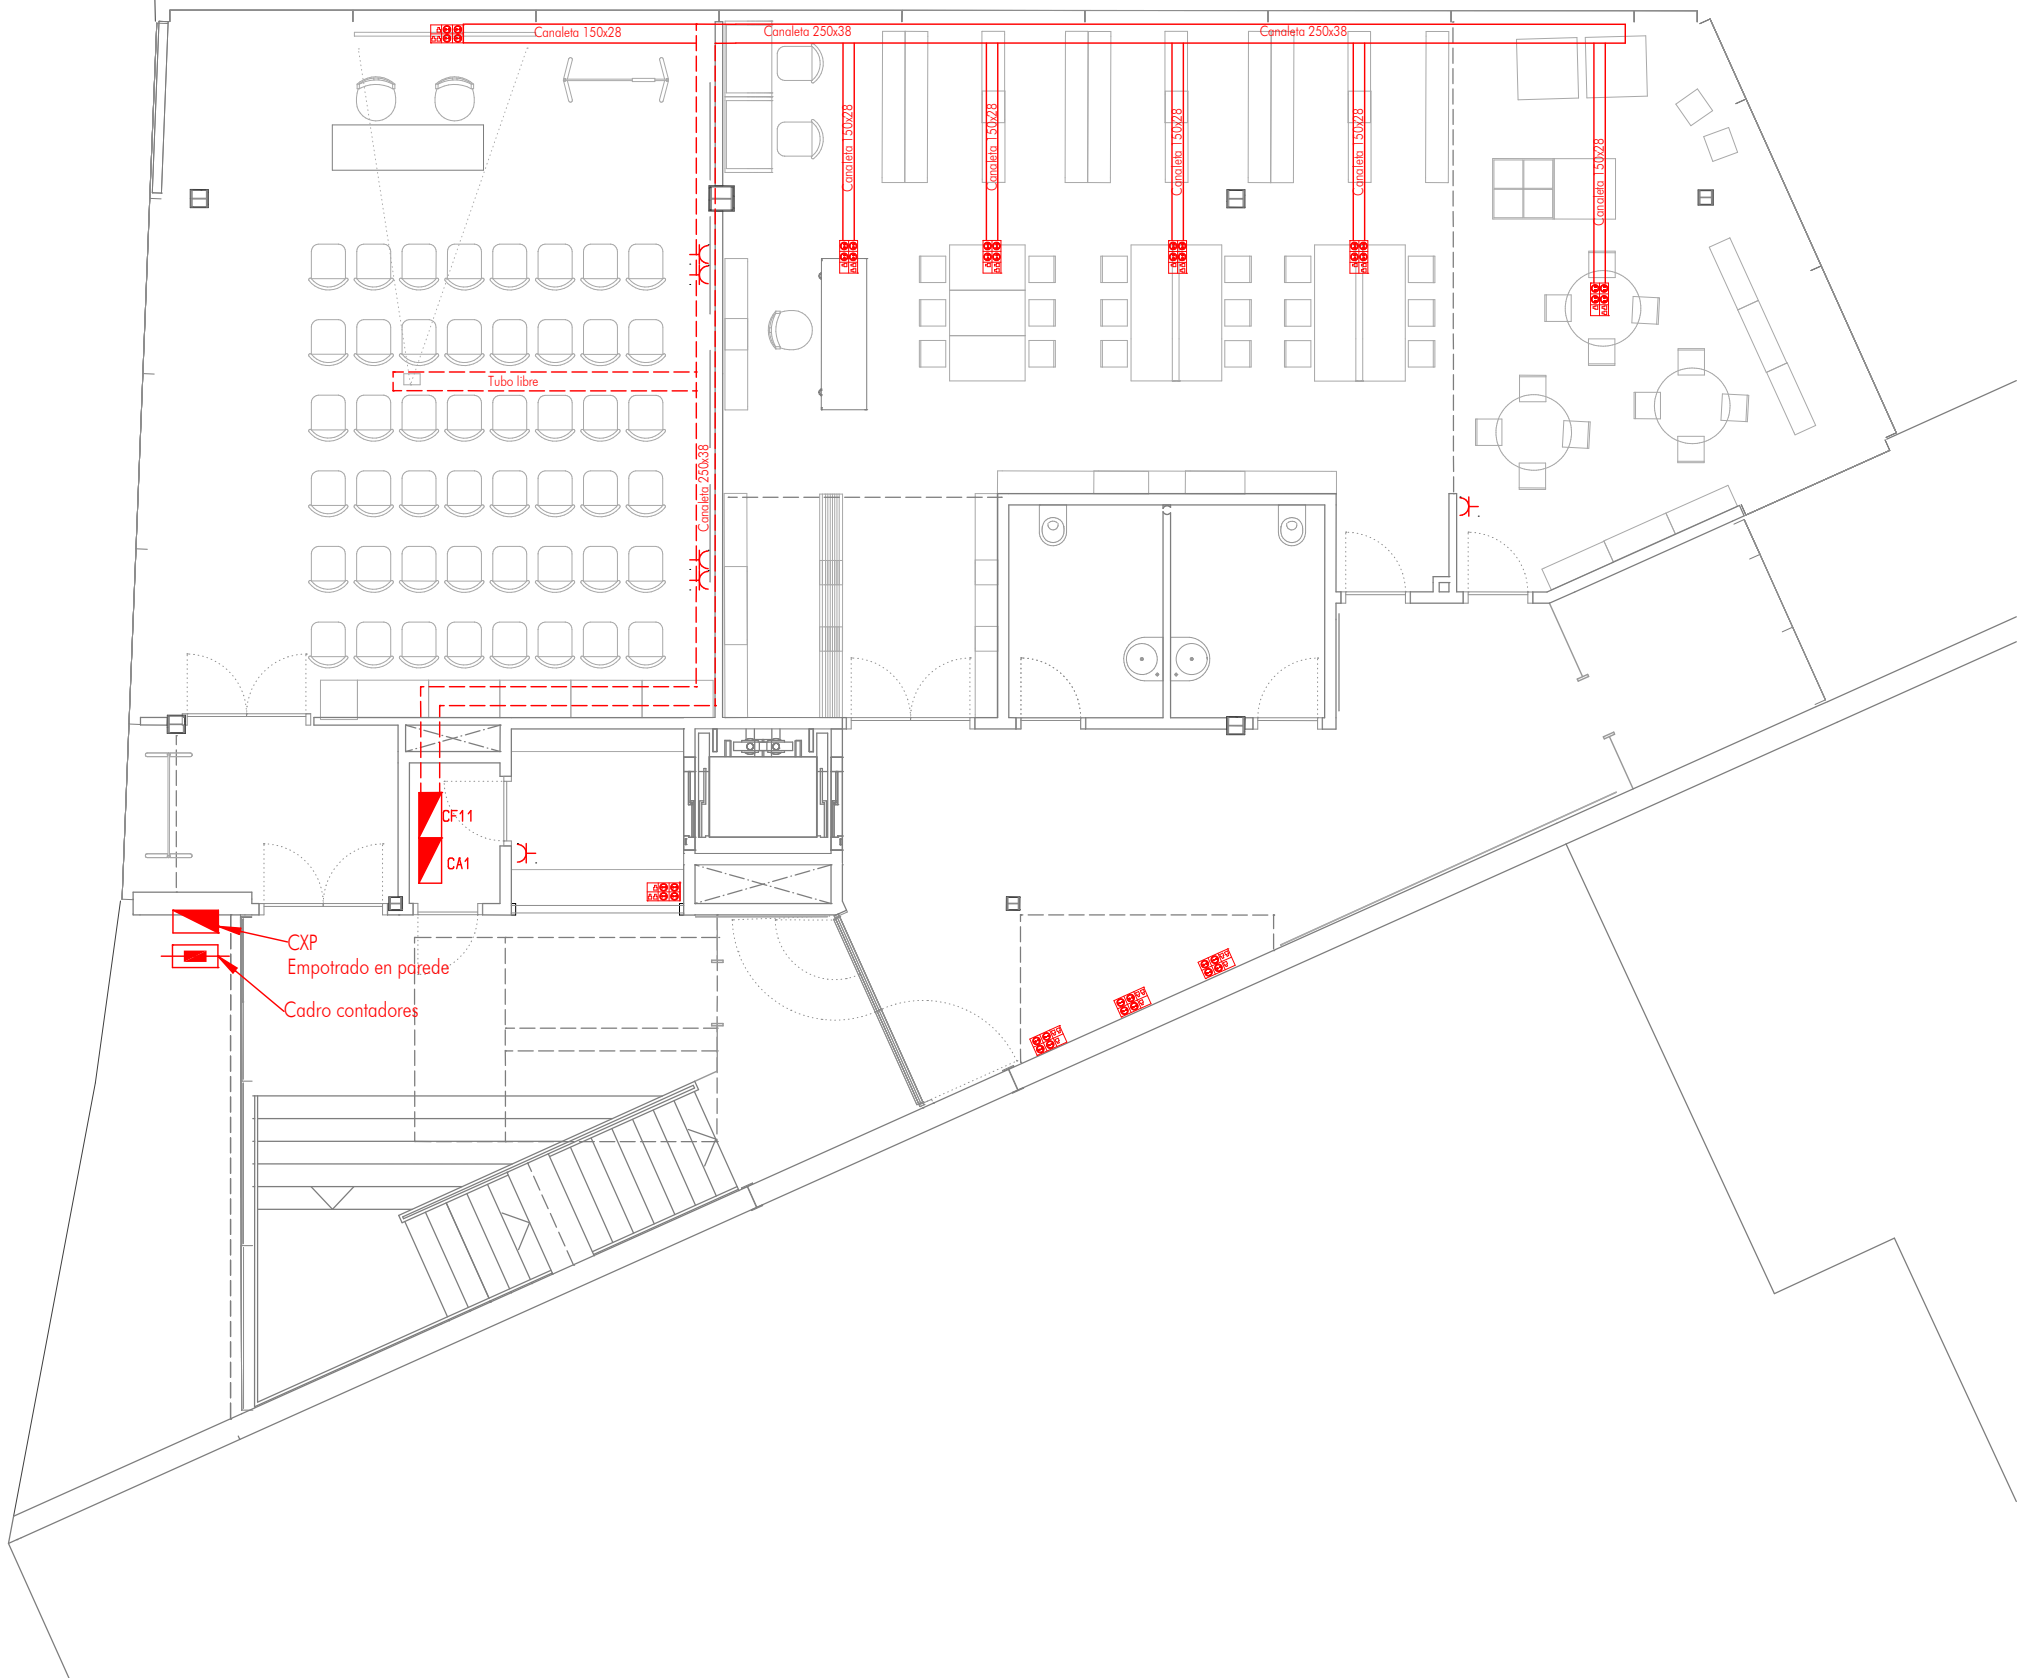 Canaleta 150x28
Canaleta 250x38
Canaleta 250x38
Canaleta 150x28
Canaleta 150x28
Canaleta 150x28
Canaleta 150x28
Canaleta 150x28
Tubo libre
Canaleta 250x38
CF11
CA1
CXP
Empotrado en parede
Cadro contadores